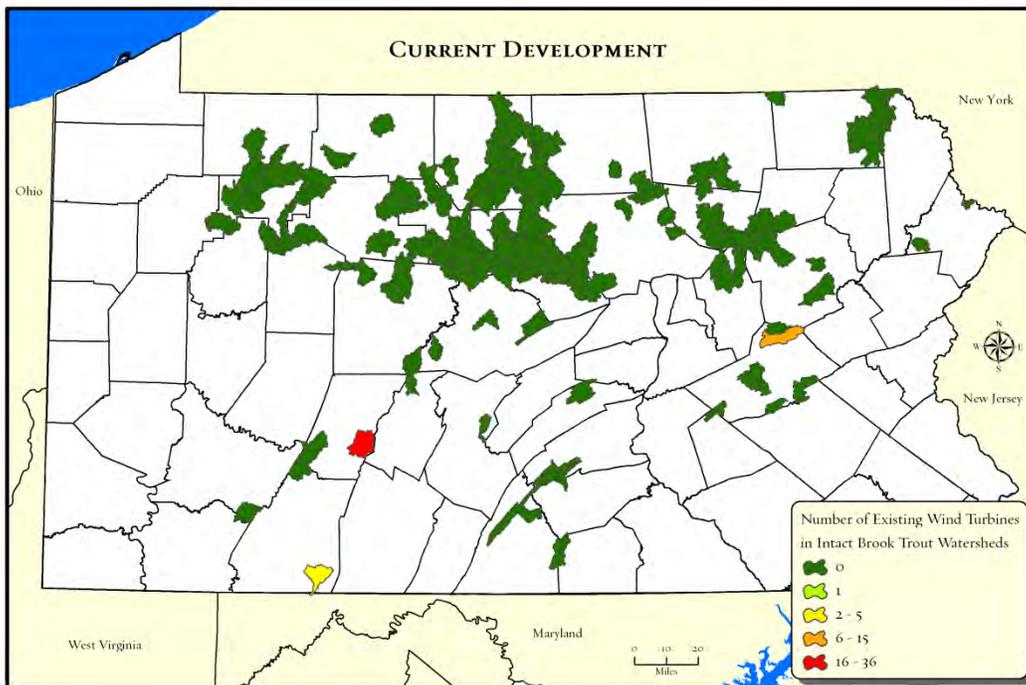 CURRENT DEVELOPMENT
New York
Ohio
N
W E
S
New Jersey
Number of Existing Wind Turbines
in Intact Brook Trout Watersheds
0
1
2 - 5
6 - 15
16 - 36
West Virginia
Maryland
0 10 20
Miles